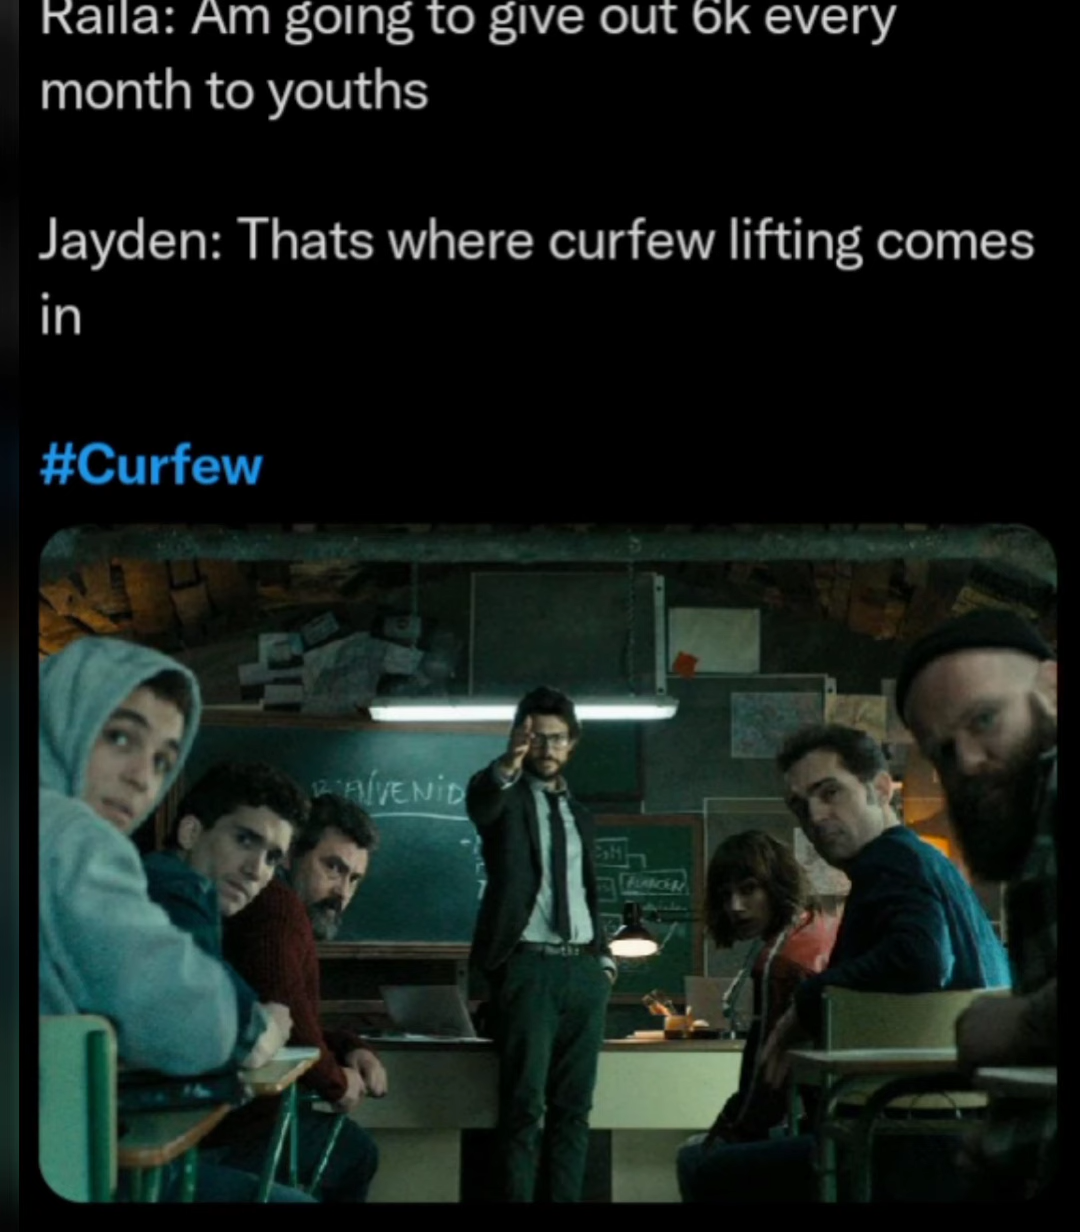 Raila: Am going to give out 6k every
month to youths
Jayden: Thats where curfew lifting comes
in
#Curfew
BIENVENID